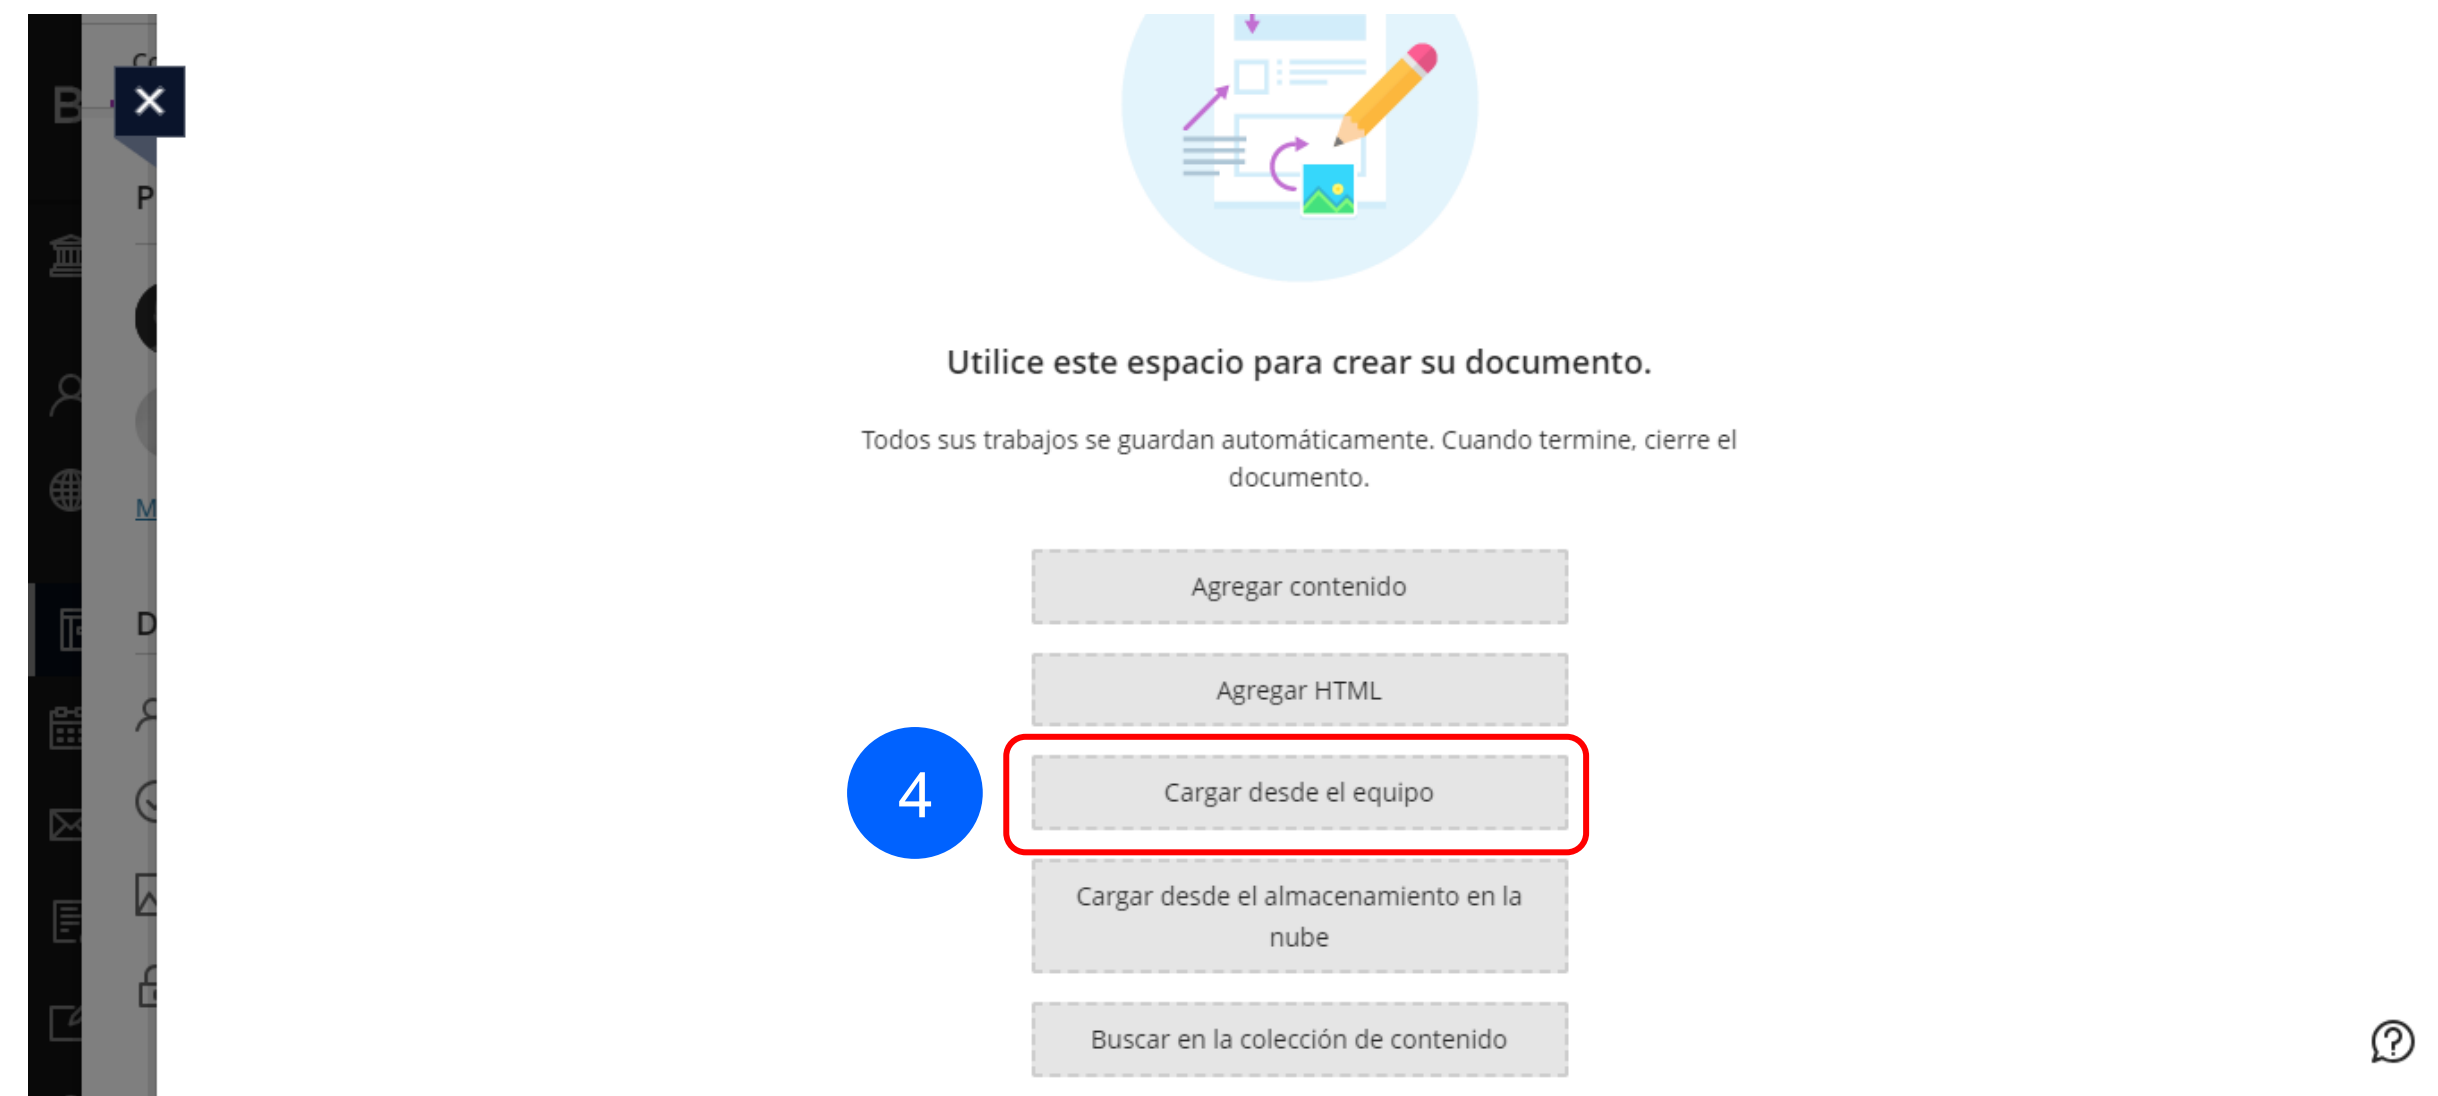 B
P
M
D
Utilice este espacio para crear su documento.
Todos sus trabajos se guardan automáticamente. Cuando termine, cierre el
documento.
Agregar contenido
Agregar HTML
4
Cargar desde el equipo
Cargar desde el almacenamiento en la
nube
Buscar en la colección de contenido